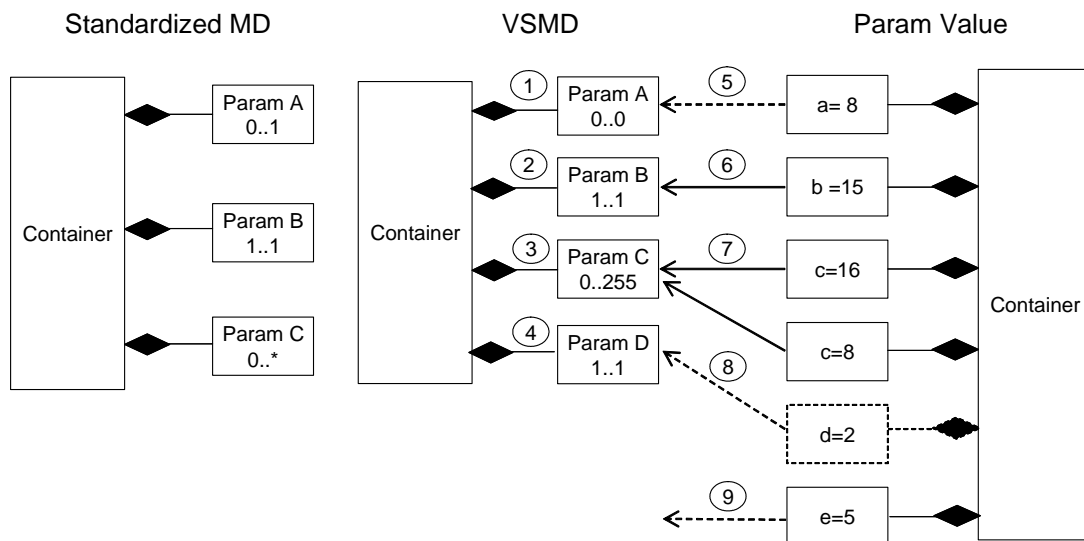 Standardized MD
VSMD
Param Value
Container
Param A
0..1
Param B
1..1
Param C
0..*
Container
1
Param A
0..0
2
Param B
1..1
3
Param C
0..255
4
Param D
1..1
5
a= 8
6
b =15
7
c=16
c=8
8
d=2
9
e=5
Container